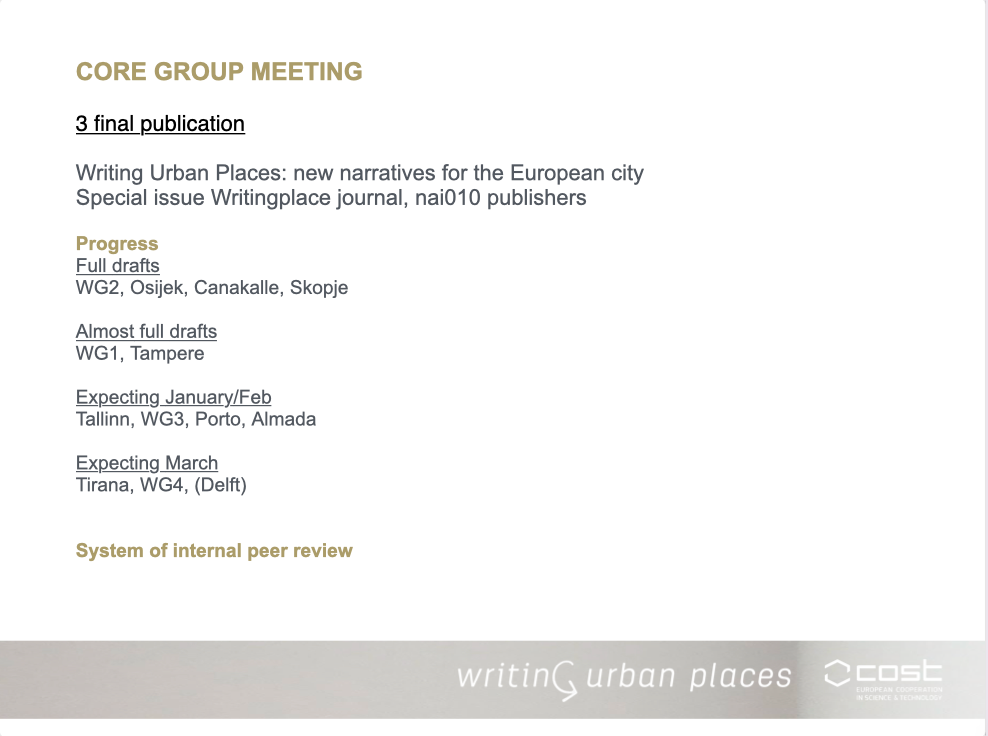 CORE GROUP MEETING
3 final publication
Writing Urban Places: new narratives for the European city
Special issue Writingplace journal, nai010 publishers
Progress
Full drafts
WG2, Osijek, Canakalle, Skopje
Almost full drafts
WG1, Tampere
Expecting January/Feb
Tallinn, WG3, Porto, Almada
Expecting March
Tirana, WG4, (Delft)
System of internal peer review
writing urban places
cost
EUROPEAN COOPERATION
IN SCIENCE & TECHNOLOGY